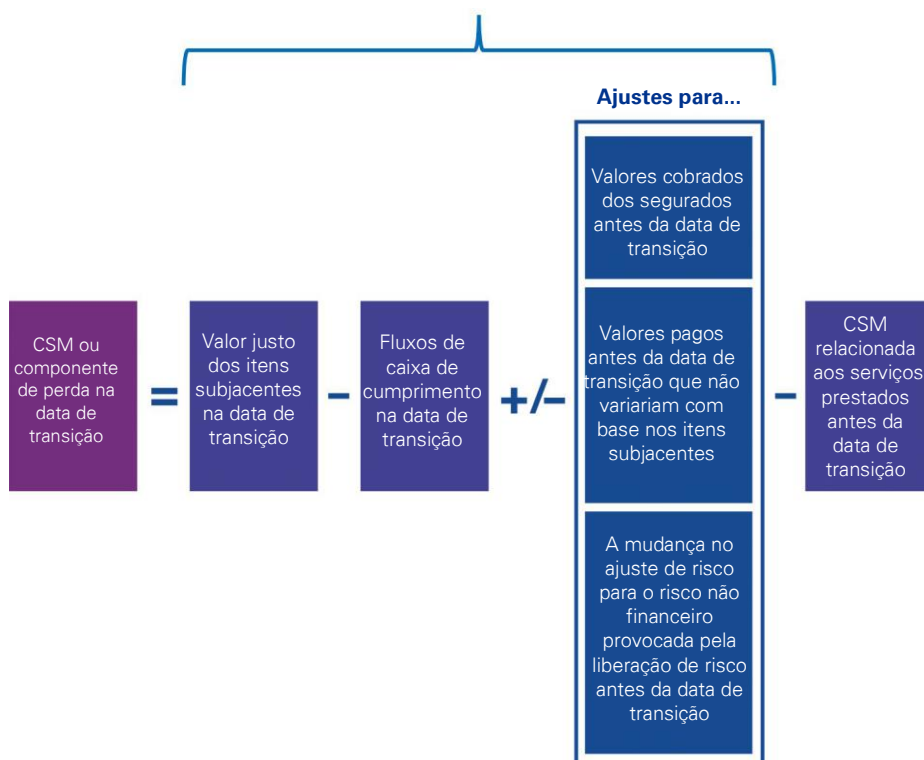 Ajustes para...
Valores cobrados
dos segurados
antes da data de
transição
CSM ou
componente
de perda na
data de
transição
=
Valor justo
dos itens
subjacentes
na data de
transição
–
Fluxos de
caixa de
cumprimento
na data de
transição
+/–
Valores pagos
antes da data de
transição que não
variariam com
base nos itens
subjacentes
–
CSM
relacionada
aos serviços
prestados
antes da
data de
transição
A mudança no
ajuste de risco
para o risco não
financeiro
provocada pela
liberação de risco
antes da data de
transição